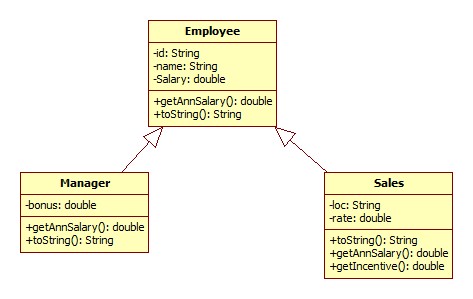 Employee
-id: String
-name: String
-Salary: double
+getAnnSalary(): double
+toString(): String
Manager
-bonus: double
+getAnnSalary(): double
+toString(): String
Sales
-loc: String
-rate: double
+toString(): String
+getAnnSalary(): double
+getIncentive(): double